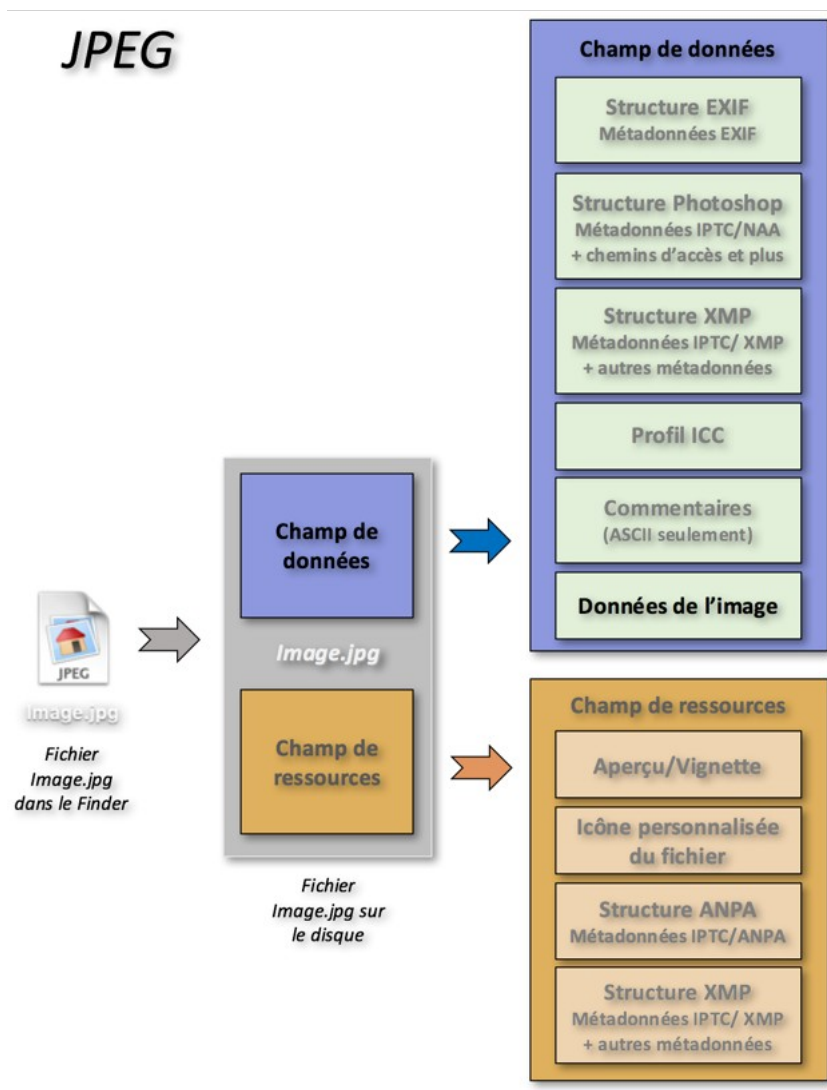 JPEG
Champ de données
Structure EXIF
Métadonnées EXIF
Structure Photoshop
Métadonnées IPTC/NAA
+ chemins d’accès et plus
Structure XMP
Métadonnées IPTC/ XMP
+ autres métadonnées
Profil ICC
Commentaires
(ASCII seulement)
Données de l’image
Champ de
données
Image.jpg
Champ de
ressources
JPEG
Image.jpg
Fichier
Image.jpg
dans le Finder
Fichier
Image.jpg sur
le disque
Champ de ressources
Aperçu/Vignette
Icône personnalisée
du fichier
Structure ANPA
Métadonnées IPTC/ANPA
Structure XMP
Métadonnées IPTC/ XMP
+ autres métadonnées